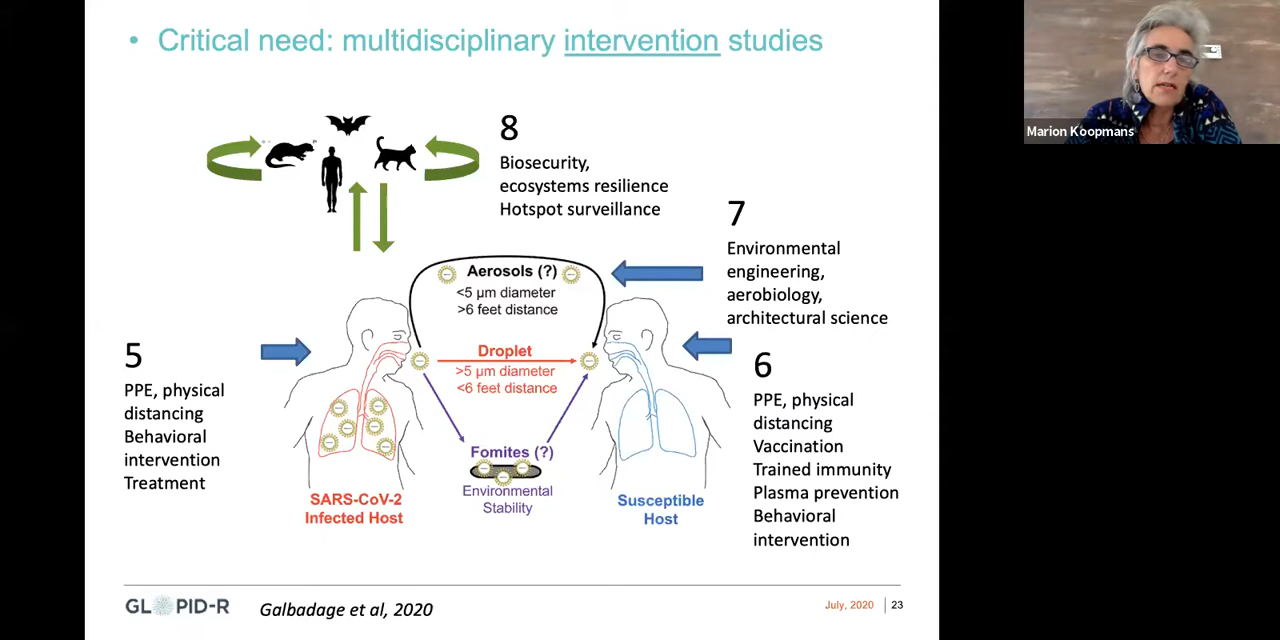 • Critical need: multidisciplinary intervention studies
Marion Koopmans
8
Biosecurity,
ecosystems resilience
Hotspot surveillance
7
Environmental
engineering,
aerobiology,
architectural science
Aerosols (?)
<5 µm diameter
>6 feet distance
5
PPE, physical
distancing
Behavioral
intervention
Treatment
Droplet
>5 µm diameter
<6 feet distance
6
PPE, physical
distancing
Vaccination
Trained immunity
Plasma prevention
Behavioral
intervention
Fomites (?)
Environmental
Stability
SARS-CoV-2
Infected Host
Susceptible
Host
GLOPID-R
Galbadage et al, 2020
July, 2020 | 23